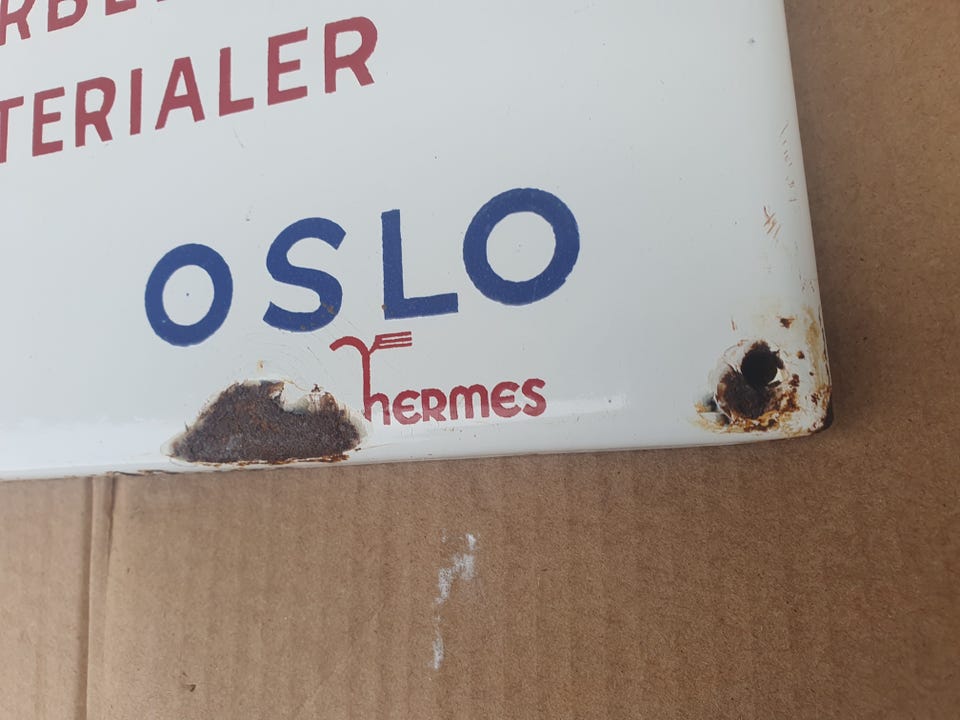 TERIALER
OSLO
hERMES